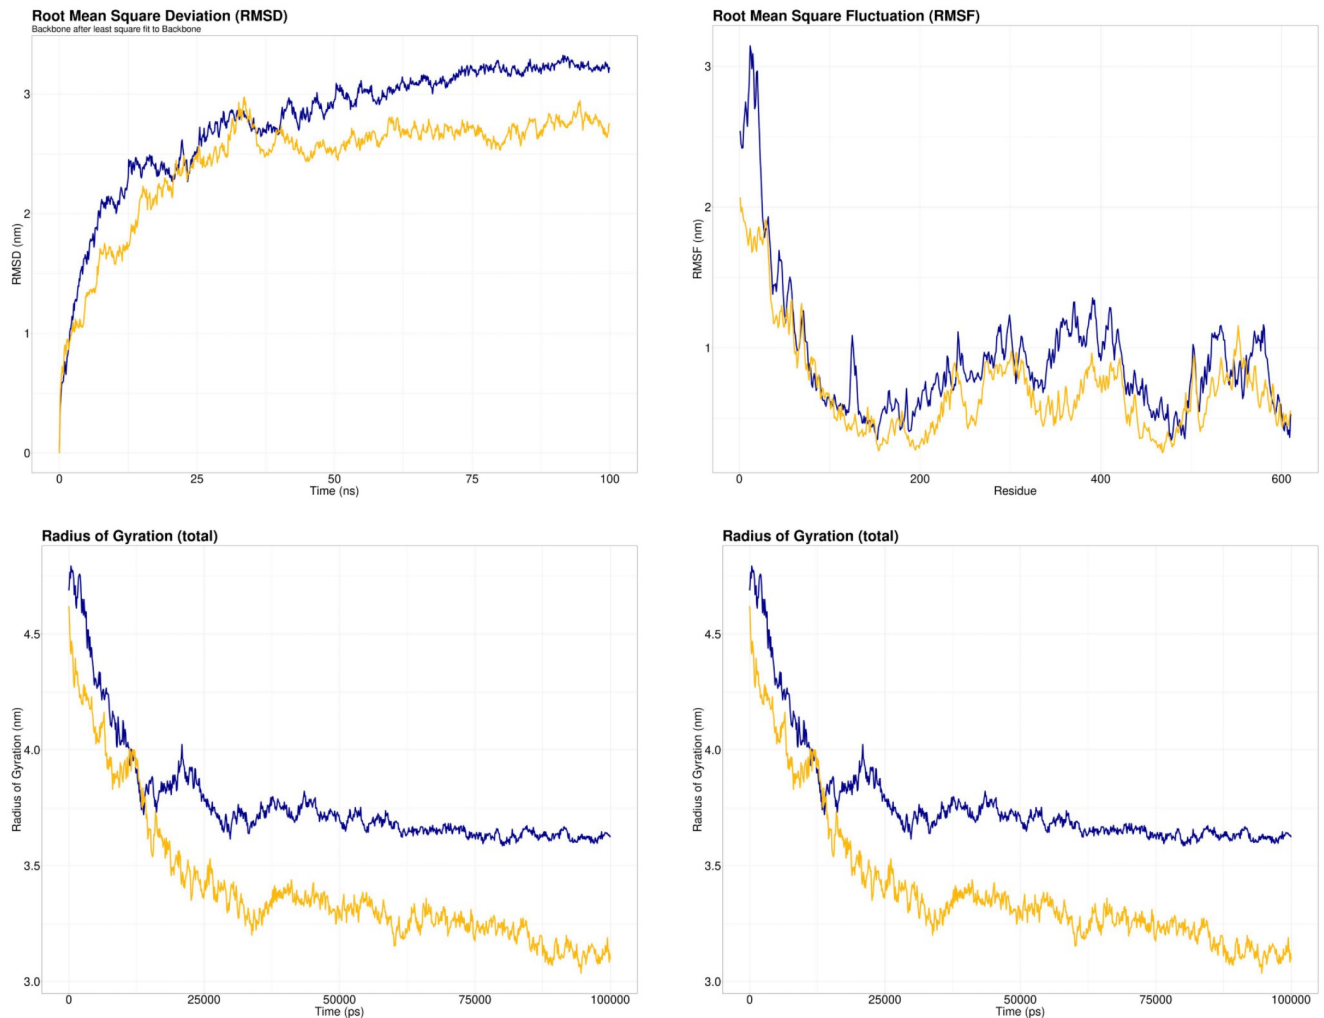 Root Mean Square Deviation (RMSD)
Backbone after least square fit to Backbone
3
2
1
0
RMSD (nm)
0 25 50 75 100
Time (ns)
Root Mean Square Fluctuation (RMSF)
3
2
1
RMSF (nm)
0 200 400 600
Residue
Radius of Gyration (total)
4.5
4.0
3.5
3.0
Radius of Gyration (nm)
0 25000 50000 75000 100000
Time (ps)
Radius of Gyration (total)
4.5
4.0
3.5
3.0
Radius of Gyration (nm)
0 25000 50000 75000 100000
Time (ps)